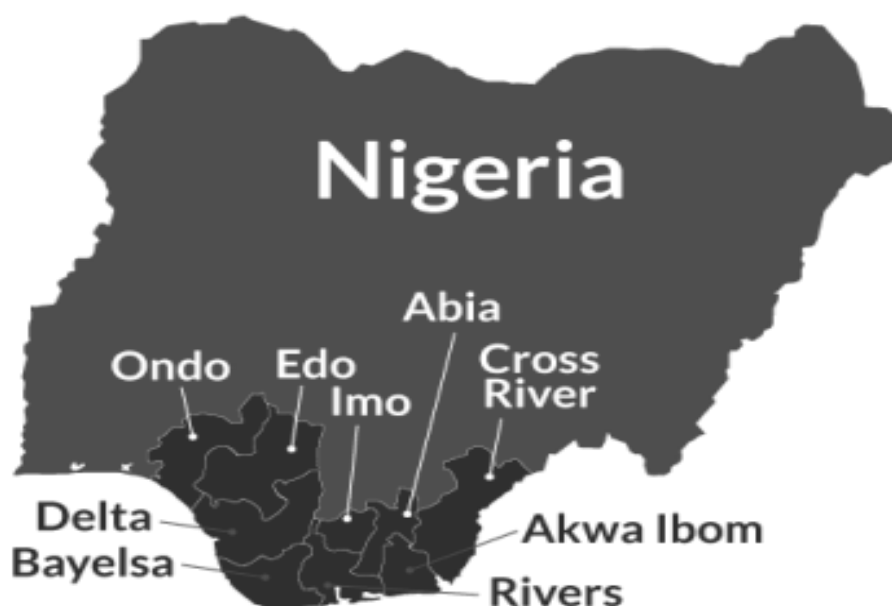 Nigeria
Abia
Ondo
Edo
Imo
Cross
River
Delta
Bayelsa
Akwa Ibom
Rivers